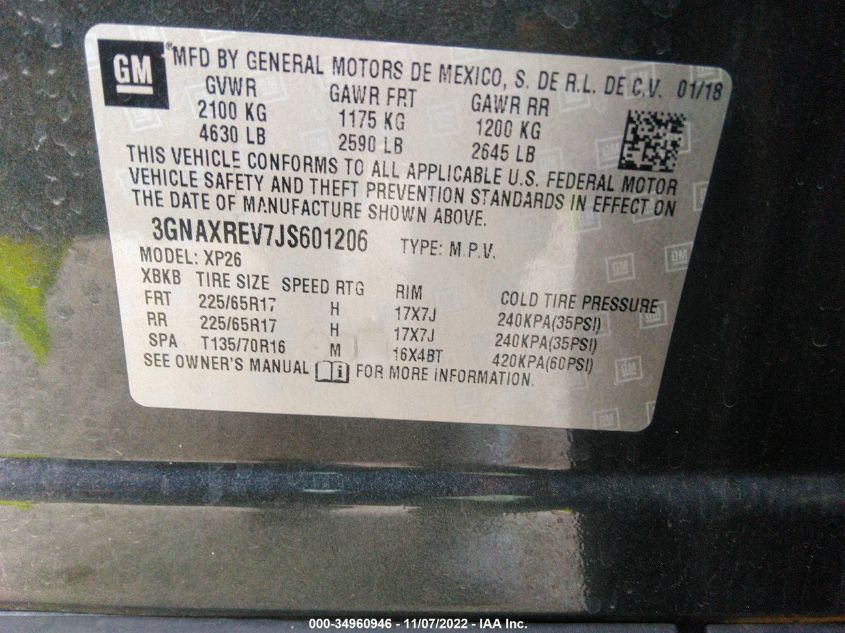 GM ®MFD BY GENERAL MOTORS DE MEXICO, S. DE R.L. DE C.V. 01/18
GVWR GAWR FRT GAWR RR
2100 KG 1175 KG 1200 KG
4630 LB 2590 LB 2645 LB
THIS VEHICLE CONFORMS TO ALL APPLICABLE U.S. FEDERAL MOTOR
VEHICLE SAFETY AND THEFT PREVENTION STANDARDS IN EFFECT ON
THE DATE OF MANUFACTURE SHOWN ABOVE.
3GNAXREV7JS601206 TYPE: M.P.V.
MODEL: XP26
XBKB TIRE SIZE SPEED RTG RIM COLD TIRE PRESSURE
FRT 225/65R17 H 17X7J 240KPA(35PSI)
RR 225/65R17 H 17X7J 240KPA(35PSI)
SPA T135/70R16 M 16X4BT 420KPA(60PSI)
SEE OWNER'S MANUAL i FOR MORE INFORMATION.
000-34960946 - 11/07/2022 - IAA Inc.